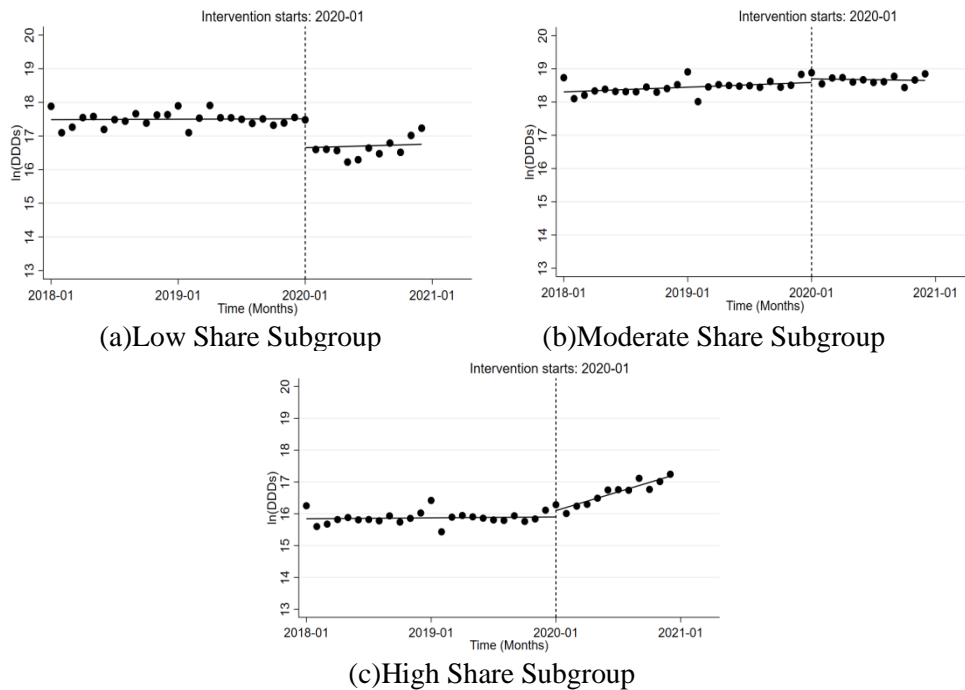 Intervention starts: 2020-01
20
19
18
17
16
15
14
13
ln(DDDs)
2018-01 2019-01 2020-01 2021-01
Time (Months)
(a)Low Share Subgroup
Intervention starts: 2020-01
20
19
18
17
16
15
14
13
ln(DDDs)
2018-01 2019-01 2020-01 2021-01
Time (Months)
(b)Moderate Share Subgroup
Intervention starts: 2020-01
20
19
18
17
16
15
14
13
ln(DDDs)
2018-01 2019-01 2020-01 2021-01
Time (Months)
(c)High Share Subgroup